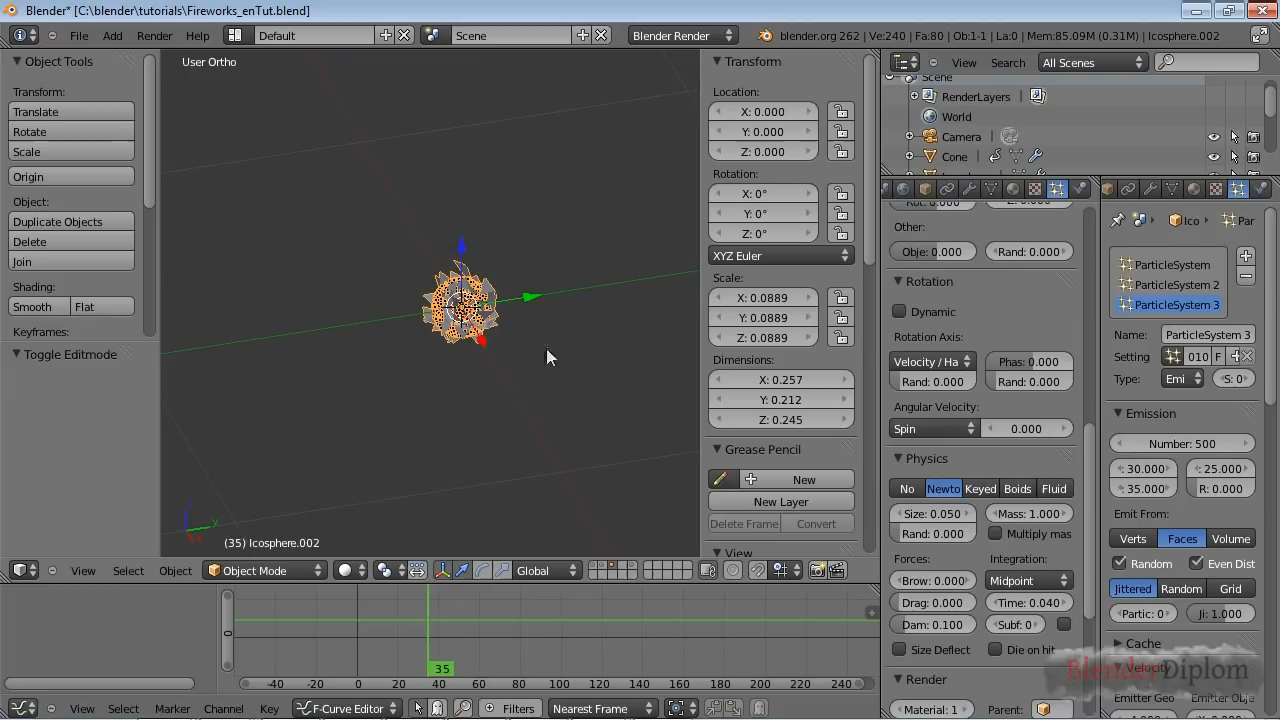 Blender* [C:\blender\tutorials\Fireworks_enTut.blend]
File Add Render Help Default Scene Blender Render blender.org 262 | Ve:240 | Fa:80 | Ob:1-1 | La:0 | Mem:85.09M (0.31M) | Icosphere.002
Object Tools
Transform:
Translate
Rotate
Scale
Origin
Object:
Duplicate Objects
Delete
Join
Shading:
Smooth Flat
Keyframes:
Toggle Editmode
User Ortho
y
(35) Icosphere.002
Transform
Location:
X: 0.000
Y: 0.000
Z: 0.000
Rotation:
X: 0°
Y: 0°
Z: 0°
XYZ Euler
Scale:
X: 0.0889
Y: 0.0889
Z: 0.0889
Dimensions:
X: 0.257
Y: 0.212
Z: 0.245
Grease Pencil
New
New Layer
Delete Frame Convert
View
View Search All Scenes
Scene
RenderLayers
World
Camera
Cone
Other:
Obje: 0.000 Rand: 0.000
Rotation
Dynamic
Rotation Axis:
Velocity / Ha Phas: 0.000
Rand: 0.000 Rand: 0.000
Angular Velocity:
Spin 0.000
Physics
No Newto Keyed Boids Fluid
Size: 0.050 Mass: 1.000
Rand: 0.000 Multiply mas
Forces: Integration:
Brow: 0.000 Midpoint
Drag: 0.000 Time: 0.040
Dam: 0.100 Subf: 0
Size Deflect Die on hit
Render
Material: 1 Parent:
Ico Par
ParticleSystem
ParticleSystem 2
ParticleSystem 3
Name: ParticleSystem 3
Setting 010 F
Type: Emi S: 0
Emission
Number: 500
30.000 25.000
35.000 R: 0.000
Emit From:
Verts Faces Volume
Random Even Dist
Jittered Random Grid
Partic: 0 Ji: 1.000
Cache
Velocity
Emitter Geo Emitter Obje
BlenderDiplom
View Select Object Object Mode Global
0
35
-40 -20 0 20 40 60 80 100 120 140 160 180 200 220 240
View Select Marker Channel Key F-Curve Editor Filters Nearest Frame